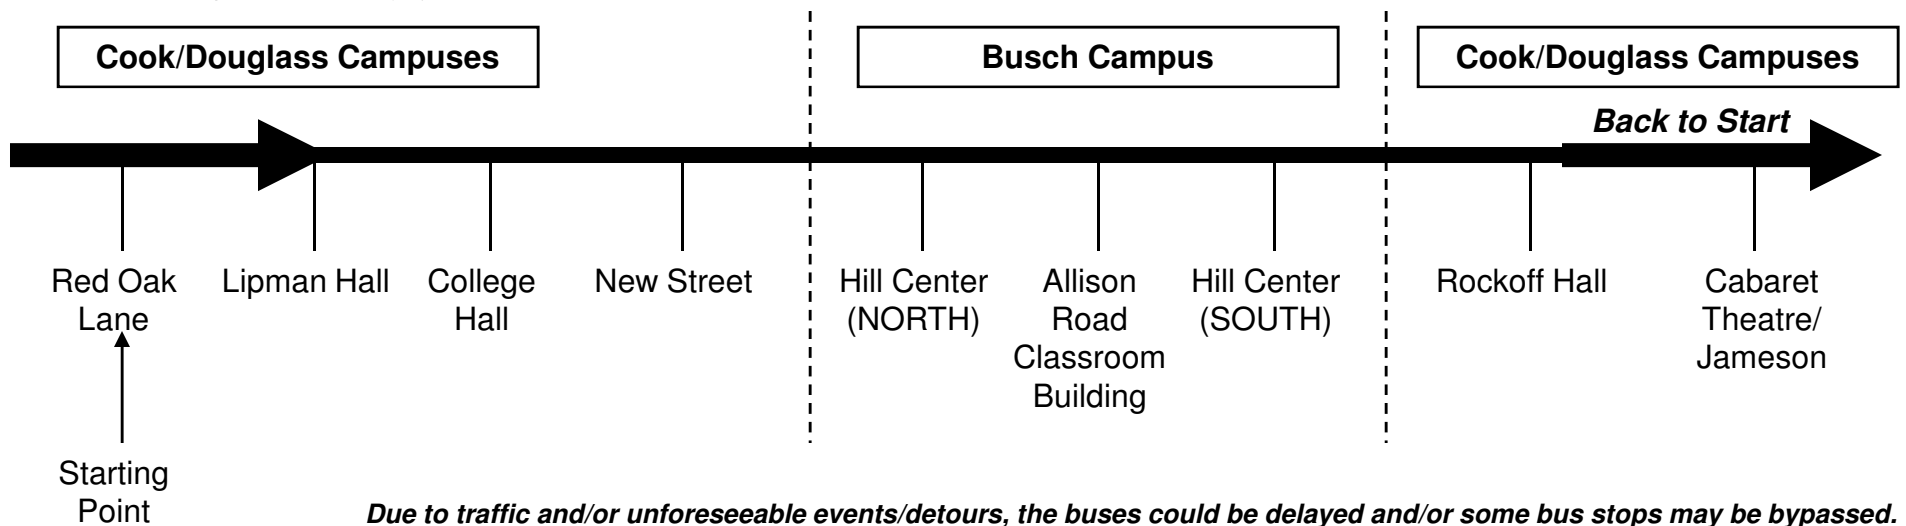 Cook/Douglass Campuses
Busch Campus
Cook/Douglass Campuses
Back to Start
Red Oak
Lane
Lipman Hall
College
Hall
New Street
Hill Center
(NORTH)
Allison
Road
Classroom
Building
Hill Center
(SOUTH)
Rockoff Hall
Cabaret
Theatre/
Jameson
Starting
Point
Due to traffic and/or unforeseeable events/detours, the buses could be delayed and/or some bus stops may be bypassed.